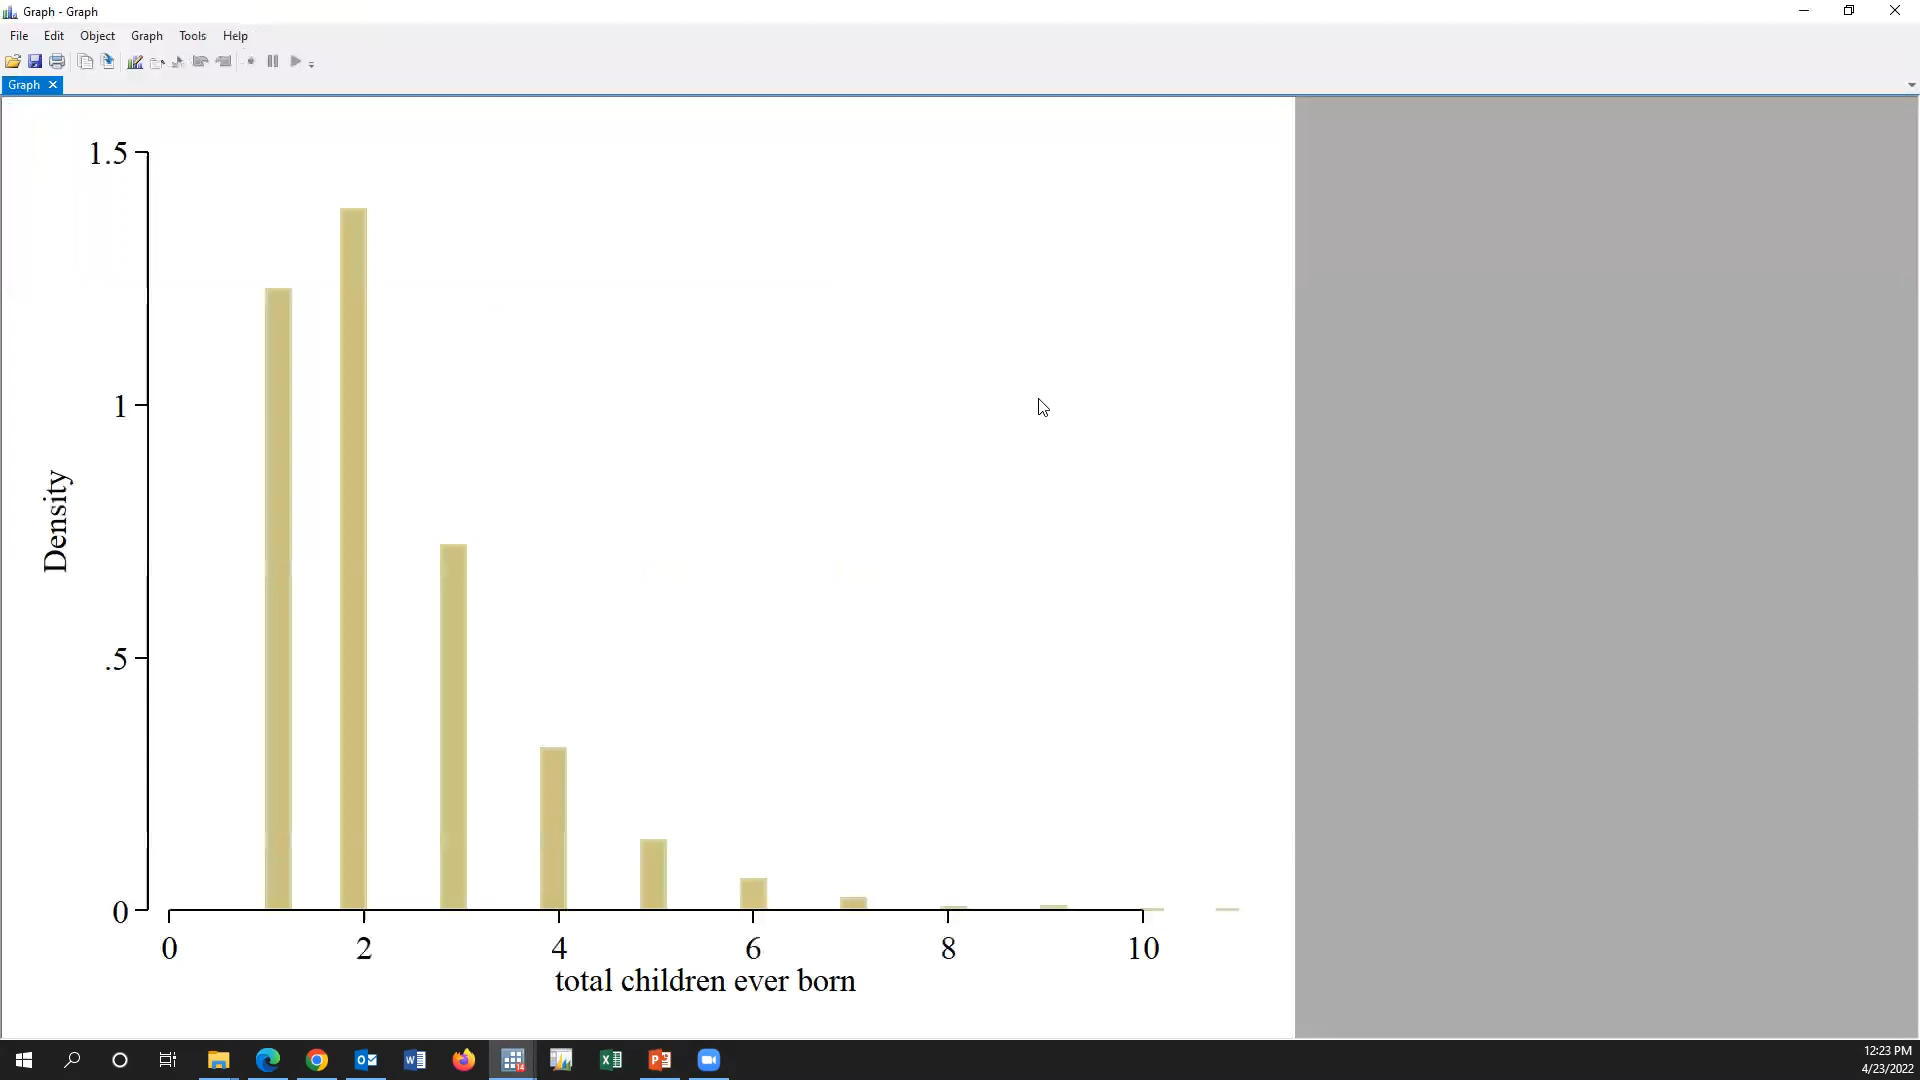 Graph - Graph
File Edit Object Graph Tools Help
Graph
1.5
1
.5
0
Density
0 2 4 6 8 10
total children ever born
14
12:23 PM
4/23/2022